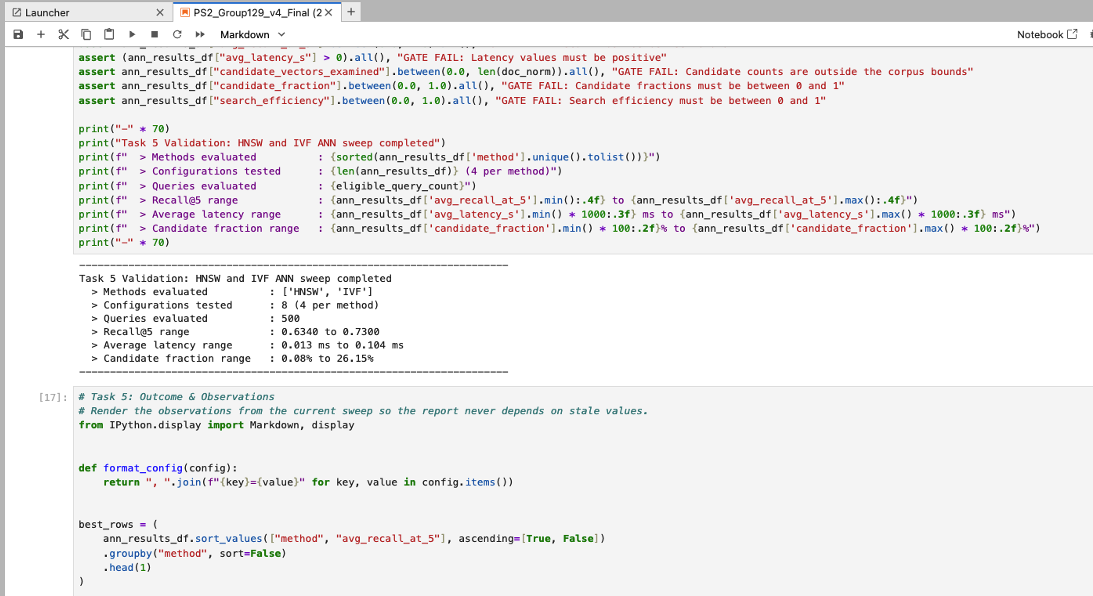 Launcher
PS2_Group129_v4_Final (2
Markdown
Notebook
assert (ann_results_df["avg_latency_s"] > 0).all(), "GATE FAIL: Latency values must be positive"
assert ann_results_df["candidate_vectors_examined"].between(0.0, len(doc_norm)).all(), "GATE FAIL: Candidate counts are outside the corpus bounds"
assert ann_results_df["candidate_fraction"].between(0.0, 1.0).all(), "GATE FAIL: Candidate fractions must be between 0 and 1"
assert ann_results_df["search_efficiency"].between(0.0, 1.0).all(), "GATE FAIL: Search efficiency must be between 0 and 1"
print("-" * 70)
print("Task 5 Validation: HNSW and IVF ANN sweep completed")
print(f"  > Methods evaluated          : {sorted(ann_results_df['method'].unique().tolist())}")
print(f"  > Configurations tested      : {len(ann_results_df)} (4 per method)")
print(f"  > Queries evaluated          : {eligible_query_count}")
print(f"  > Recall@5 range             : {ann_results_df['avg_recall_at_5'].min():.4f} to {ann_results_df['avg_recall_at_5'].max():.4f}")
print(f"  > Average latency range      : {ann_results_df['avg_latency_s'].min() * 1000:.3f} ms to {ann_results_df['avg_latency_s'].max() * 1000:.3f} ms")
print(f"  > Candidate fraction range   : {ann_results_df['candidate_fraction'].min() * 100:.2f}% to {ann_results_df['candidate_fraction'].max() * 100:.2f}%")
print("-" * 70)
----------------------------------------------------------------------
Task 5 Validation: HNSW and IVF ANN sweep completed
  > Methods evaluated          : ['HNSW', 'IVF']
  > Configurations tested      : 8 (4 per method)
  > Queries evaluated          : 500
  > Recall@5 range             : 0.6340 to 0.7300
  > Average latency range      : 0.013 ms to 0.104 ms
  > Candidate fraction range   : 0.08% to 26.15%
----------------------------------------------------------------------
[17]: # Task 5: Outcome & Observations
# Render the observations from the current sweep so the report never depends on stale values.
from IPython.display import Markdown, display
def format_config(config):
    return ", ".join(f"{key}={value}" for key, value in config.items())
best_rows = (
    ann_results_df.sort_values(["method", "avg_recall_at_5"], ascending=[True, False])
    .groupby("method", sort=False)
    .head(1)
)